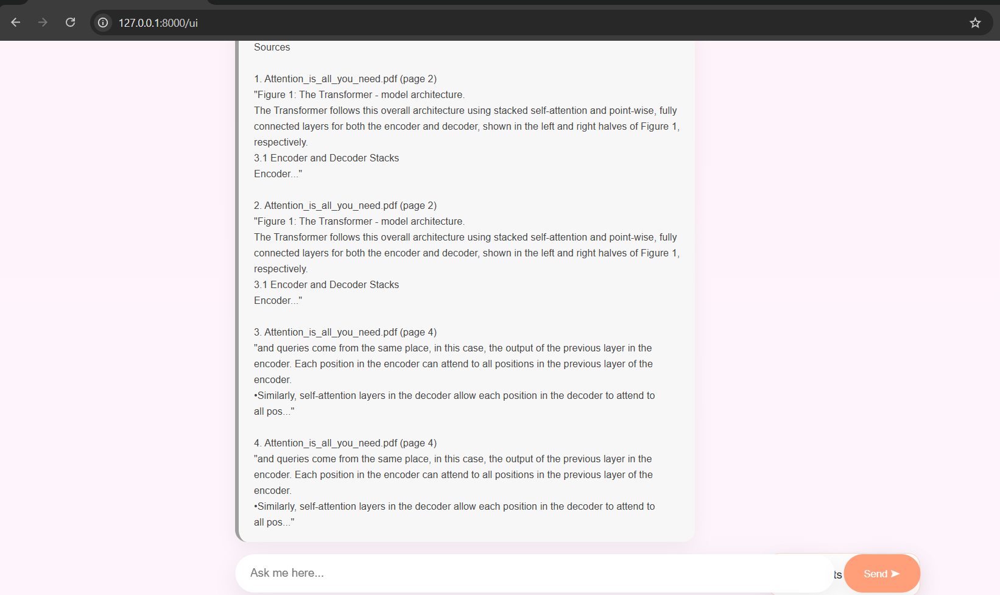 127.0.0.1:8000/ui
Sources
1. Attention_is_all_you_need.pdf (page 2)
"Figure 1: The Transformer - model architecture.
The Transformer follows this overall architecture using stacked self-attention and point-wise, fully
connected layers for both the encoder and decoder, shown in the left and right halves of Figure 1,
respectively.
3.1 Encoder and Decoder Stacks
Encoder..."
2. Attention_is_all_you_need.pdf (page 2)
"Figure 1: The Transformer - model architecture.
The Transformer follows this overall architecture using stacked self-attention and point-wise, fully
connected layers for both the encoder and decoder, shown in the left and right halves of Figure 1,
respectively.
3.1 Encoder and Decoder Stacks
Encoder..."
3. Attention_is_all_you_need.pdf (page 4)
"and queries come from the same place, in this case, the output of the previous layer in the
encoder. Each position in the encoder can attend to all positions in the previous layer of the
encoder.
•Similarly, self-attention layers in the decoder allow each position in the decoder to attend to
all pos..."
4. Attention_is_all_you_need.pdf (page 4)
"and queries come from the same place, in this case, the output of the previous layer in the
encoder. Each position in the encoder can attend to all positions in the previous layer of the
encoder.
•Similarly, self-attention layers in the decoder allow each position in the decoder to attend to
all pos..."
Ask me here...
ts
Send ➤